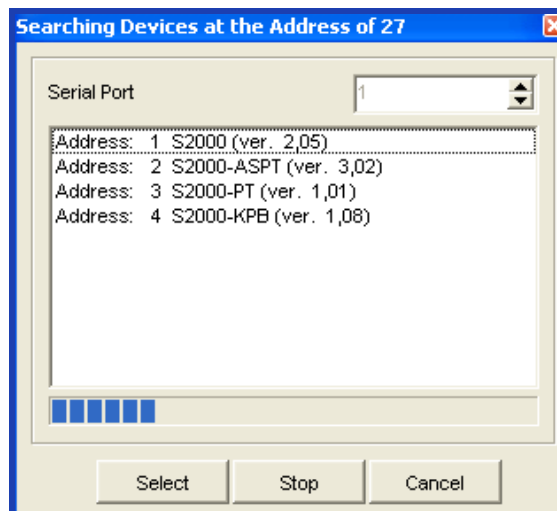 Searching Devices at the Address of 27
Serial Port 1
Address: 1 S2000 (ver. 2,05)
Address: 2 S2000-ASPT (ver. 3,02)
Address: 3 S2000-PT (ver. 1,01)
Address: 4 S2000-KPB (ver. 1,08)
Select Stop Cancel